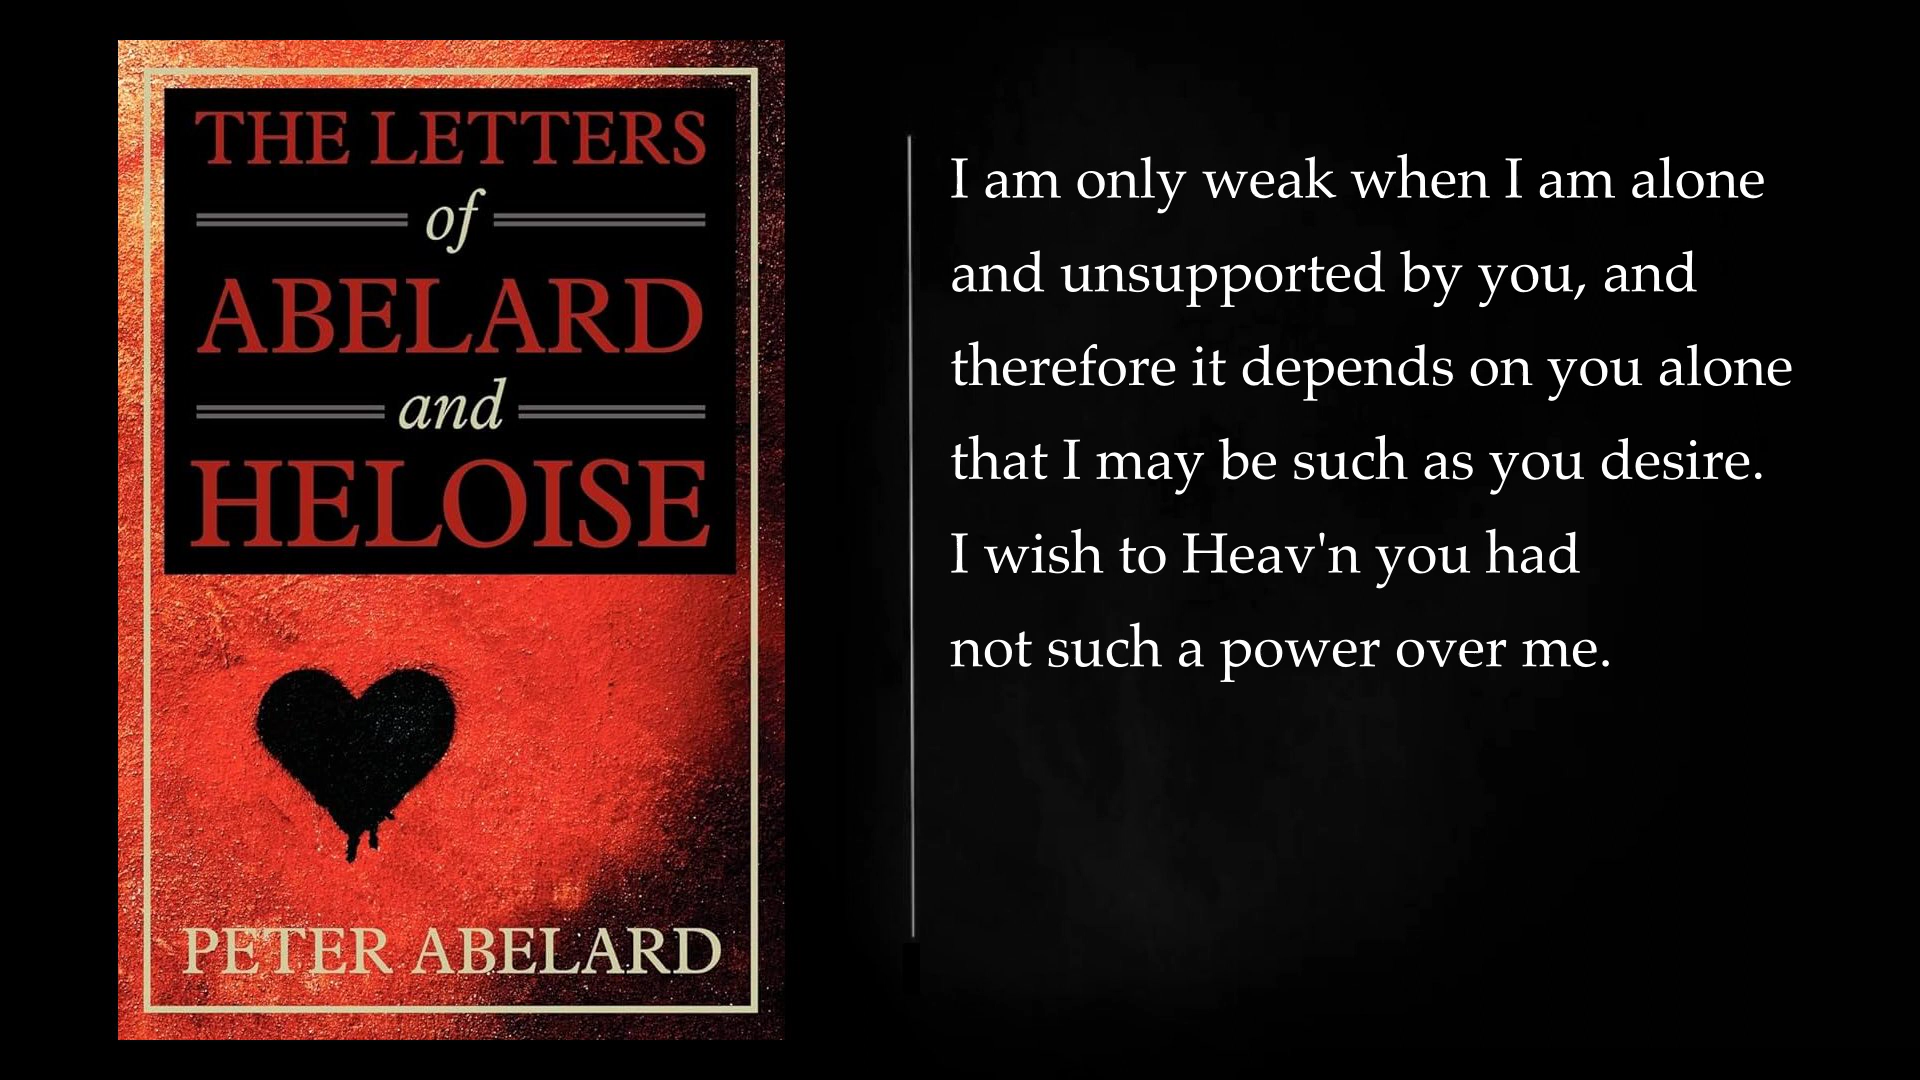 THE LETTERS
of
ABELARD
and
HELOISE
PETER ABELARD
I am only weak when I am alone
and unsupported by you, and
therefore it depends on you alone
that I may be such as you desire.
I wish to Heav'n you had
not such a power over me.